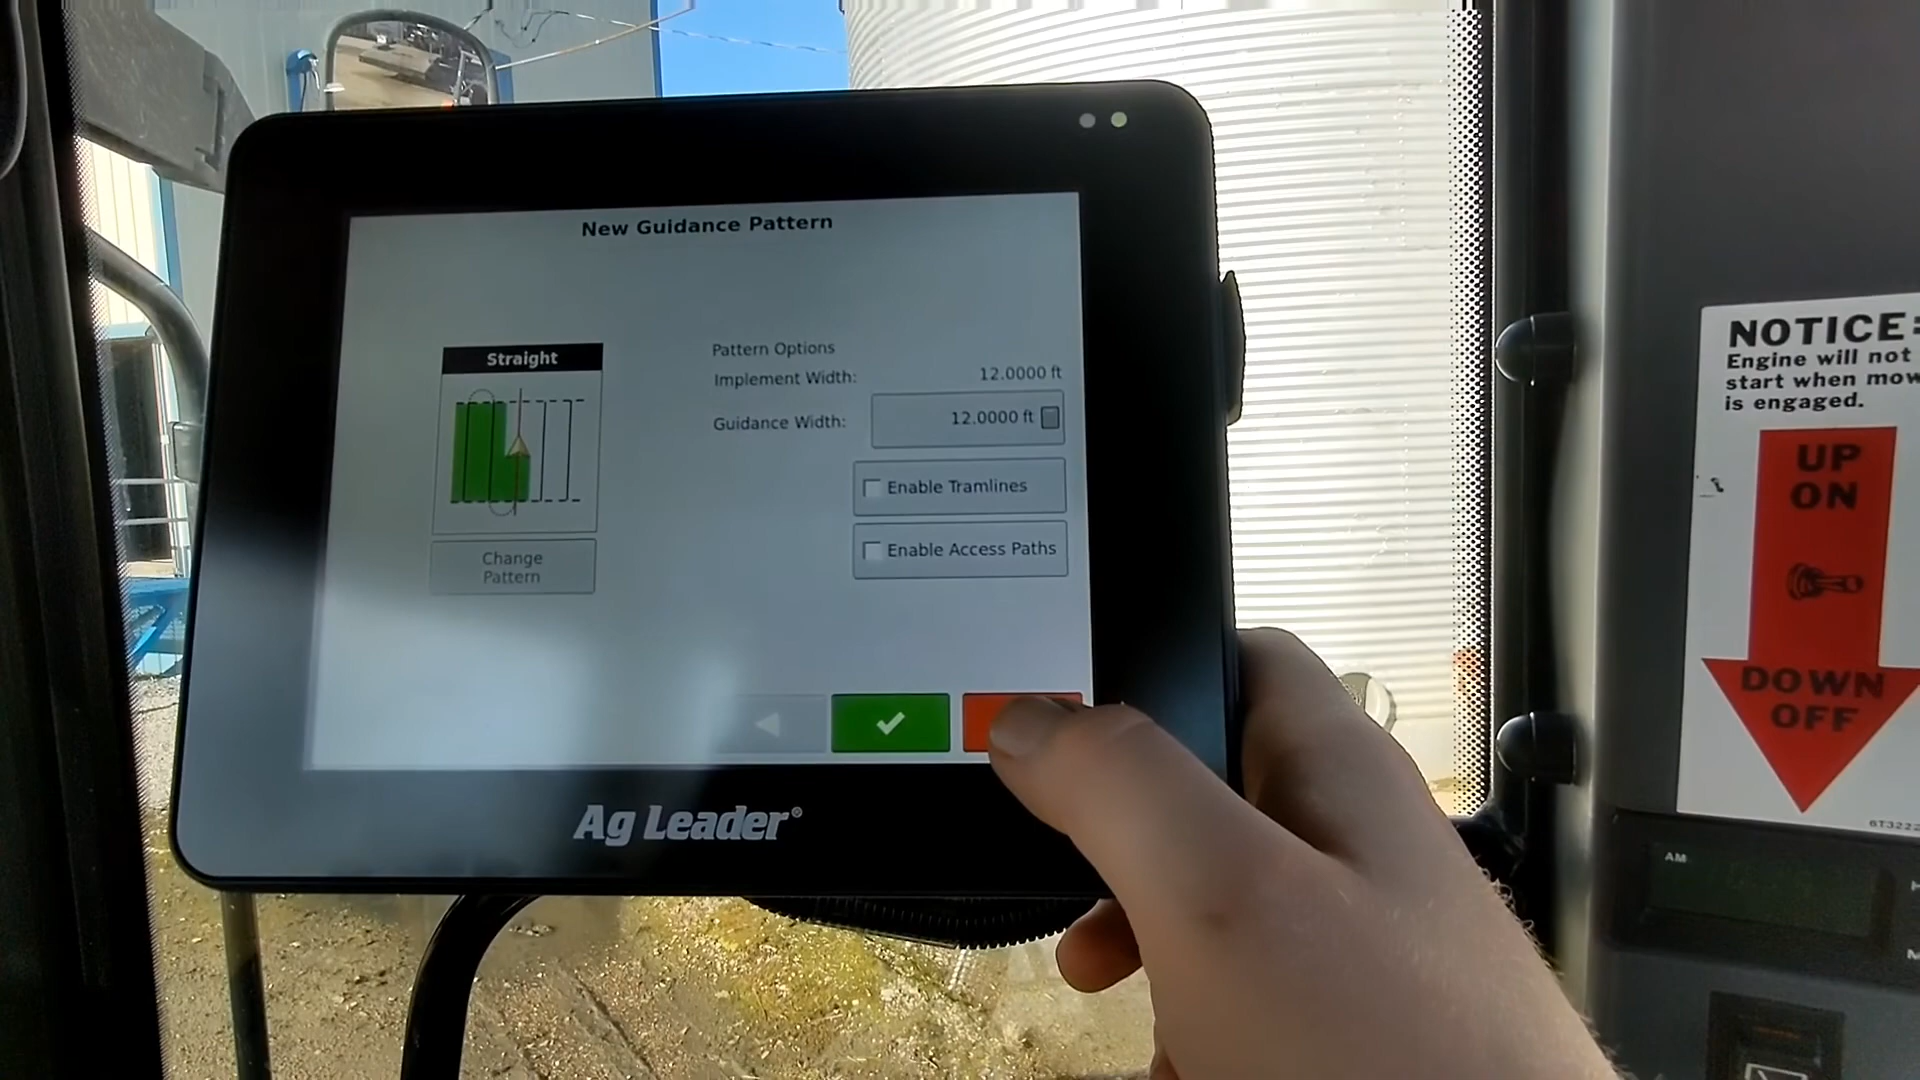 New Guidance Pattern
Straight
Change
Pattern
Pattern Options
Implement Width: 12.0000 ft
Guidance Width: 12.0000 ft
Enable Tramlines
Enable Access Paths
Ag Leader®
NOTICE:
Engine will not
start when mow
is engaged.
UP
ON
DOWN
OFF
6T3222
AM